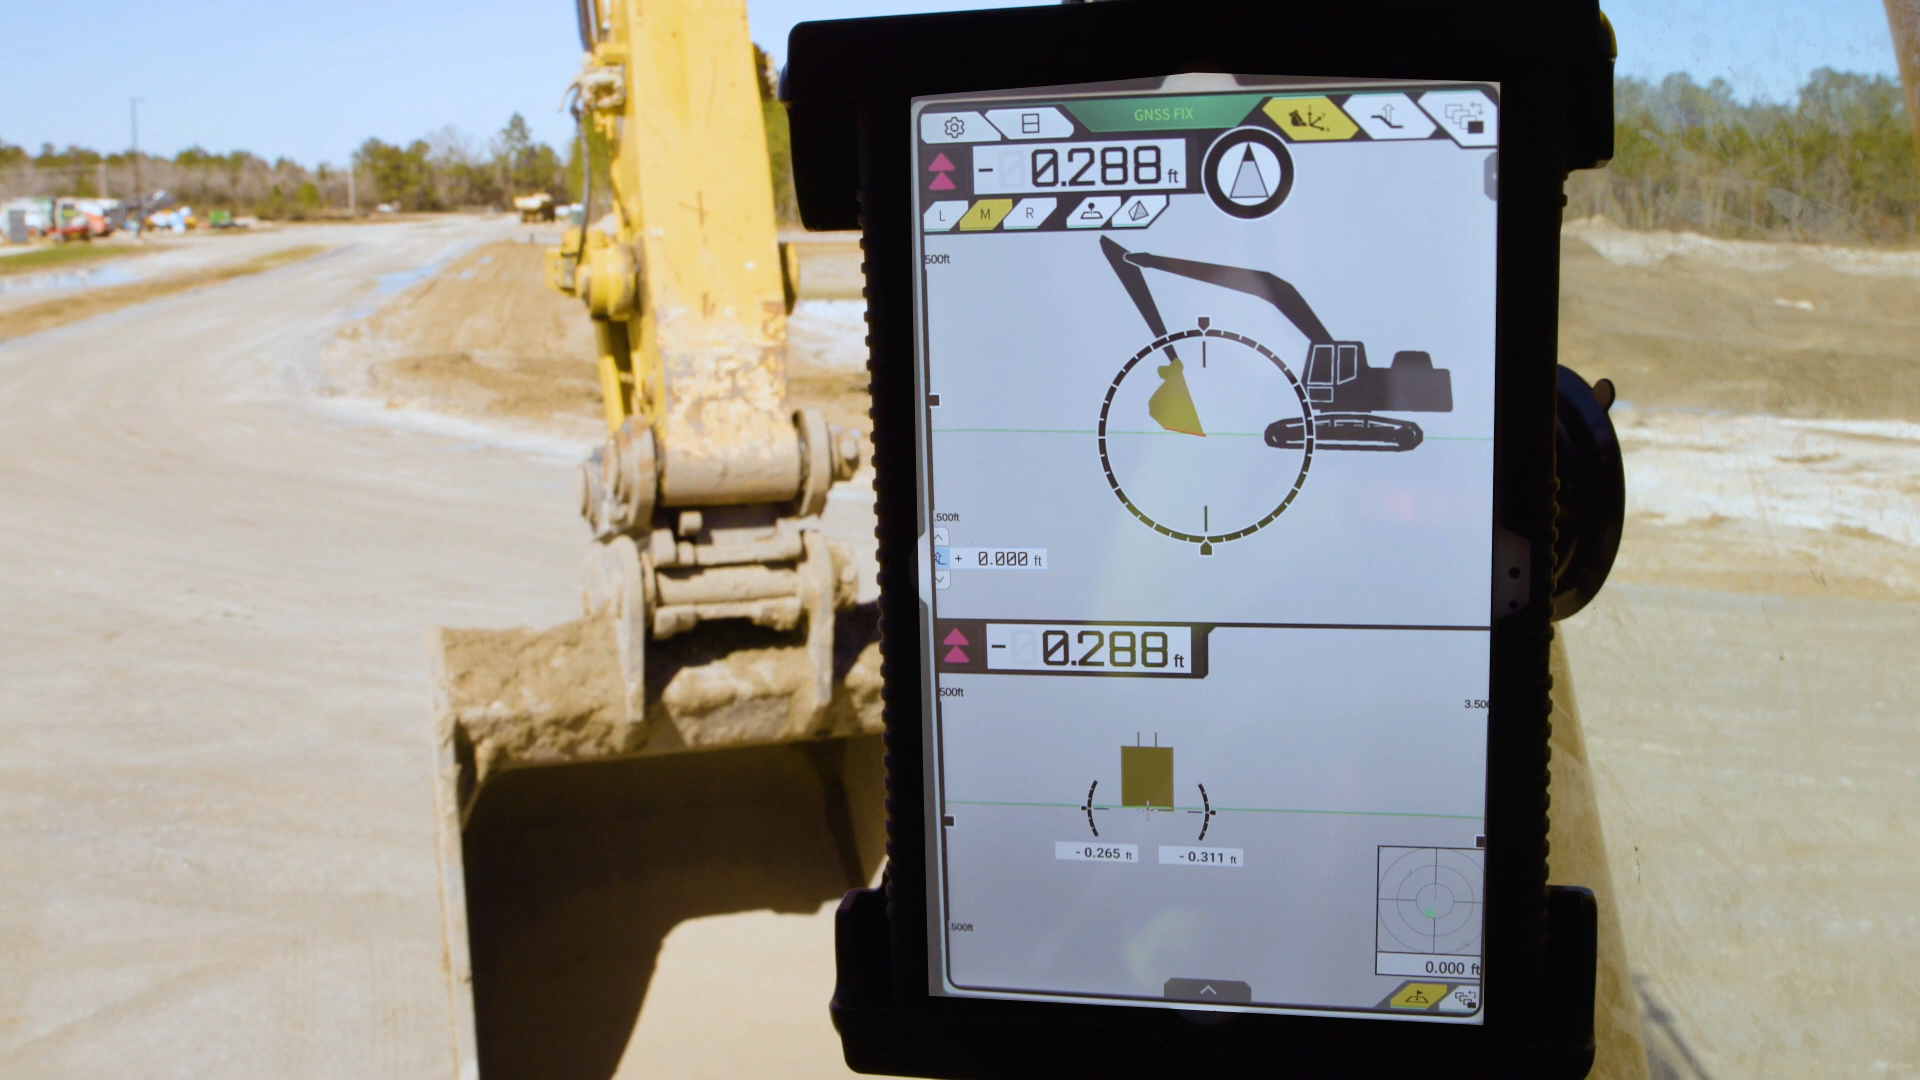 GNSS FIX
- 0.288 ft
L M R
500ft
.500ft
+ 0.000 ft
- 0.288 ft
500ft
3.500
- 0.265 ft
- 0.311 ft
.500ft
0.000 ft